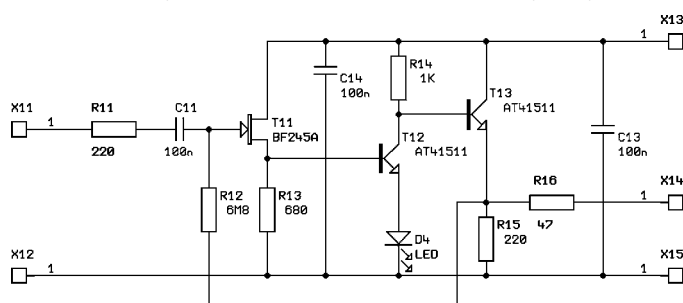 X13
1
X11
1
R11
220
C11
100n
T11
BF245A
C14
100n
R14
1K
T13
AT41511
T12
AT41511
C13
100n
R12
6M8
R13
680
D4
LED
R15
220
R16
47
X14
1
X12
1
X15
1